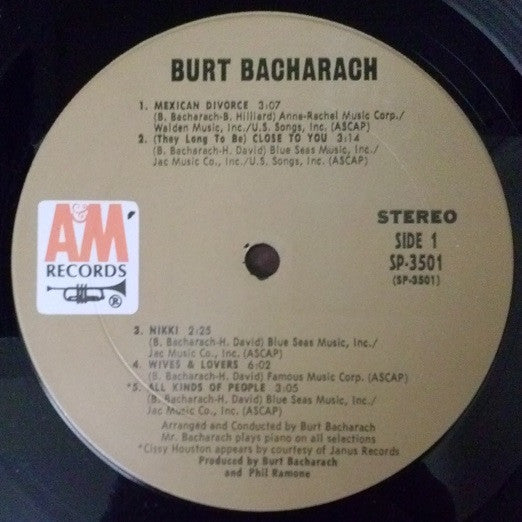 BURT BACHARACH
1. MEXICAN DIVORCE 3:07
(B. Bacharach-B. Hilliard) Anne-Rachel Music Corp./
Walden Music, Inc./U.S. Songs, Inc. (ASCAP)
2. (They Long To Be) CLOSE TO YOU 3:14
(B. Bacharach-H. David) Blue Seas Music, Inc./
Jac Music Co., Inc./U.S. Songs, Inc. (ASCAP)
A&M
RECORDS
®
STEREO
SIDE 1
SP-3501
(SP-3501)
3. NIKKI 2:25
(B. Bacharach-H. David) Blue Seas Music, Inc./
Jac Music Co., Inc. (ASCAP)
4. WIVES & LOVERS 6:02
(B. Bacharach-H. David) Famous Music Corp. (ASCAP)
*5. ALL KINDS OF PEOPLE 3:05
(B. Bacharach-H. David) Blue Seas Music, Inc./
Jac Music Co., Inc. (ASCAP)
Arranged and Conducted by Burt Bacharach
Mr. Bacharach plays piano on all selections
*Cissy Houston appears by courtesy of Janus Records
Produced by Burt Bacharach
and Phil Ramone